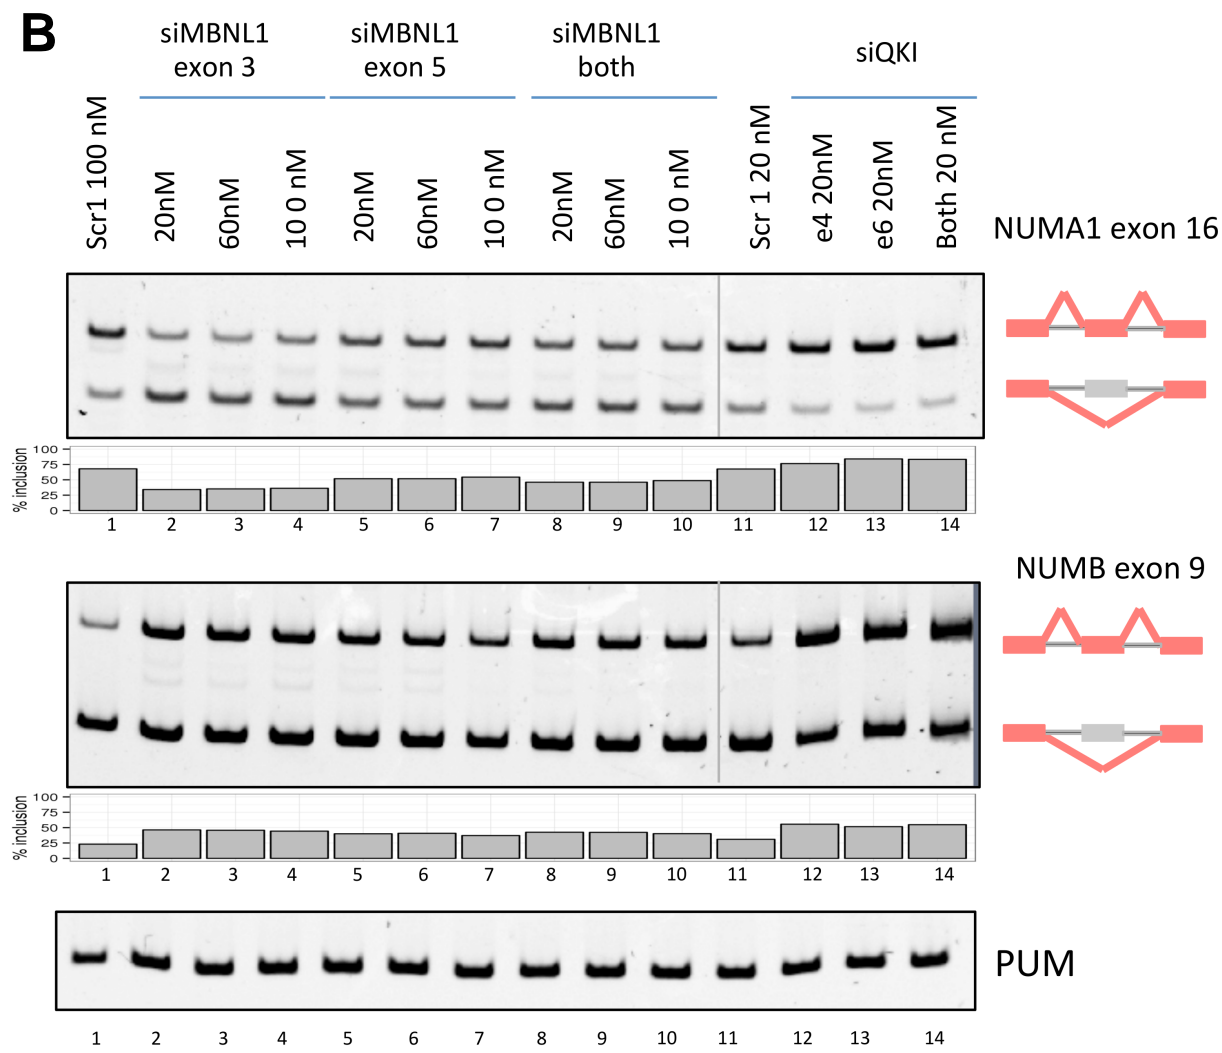 B
siMBNL1
exon 3
siMBNL1
exon 5
siMBNL1
both
siQKI
Scr1 100 nM
20nM
60nM
10 0 nM
20nM
60nM
10 0 nM
20nM
60nM
10 0 nM
Scr 1 20 nM
e4 20nM
e6 20nM
Both 20 nM
NUMA1 exon 16
% inclusion
100
75
50
25
0
1 2 3 4 5 6 7 8 9 10 11 12 13 14
NUMB exon 9
% inclusion
100
75
50
25
0
1 2 3 4 5 6 7 8 9 10 11 12 13 14
PUM
1 2 3 4 5 6 7 8 9 10 11 12 13 14